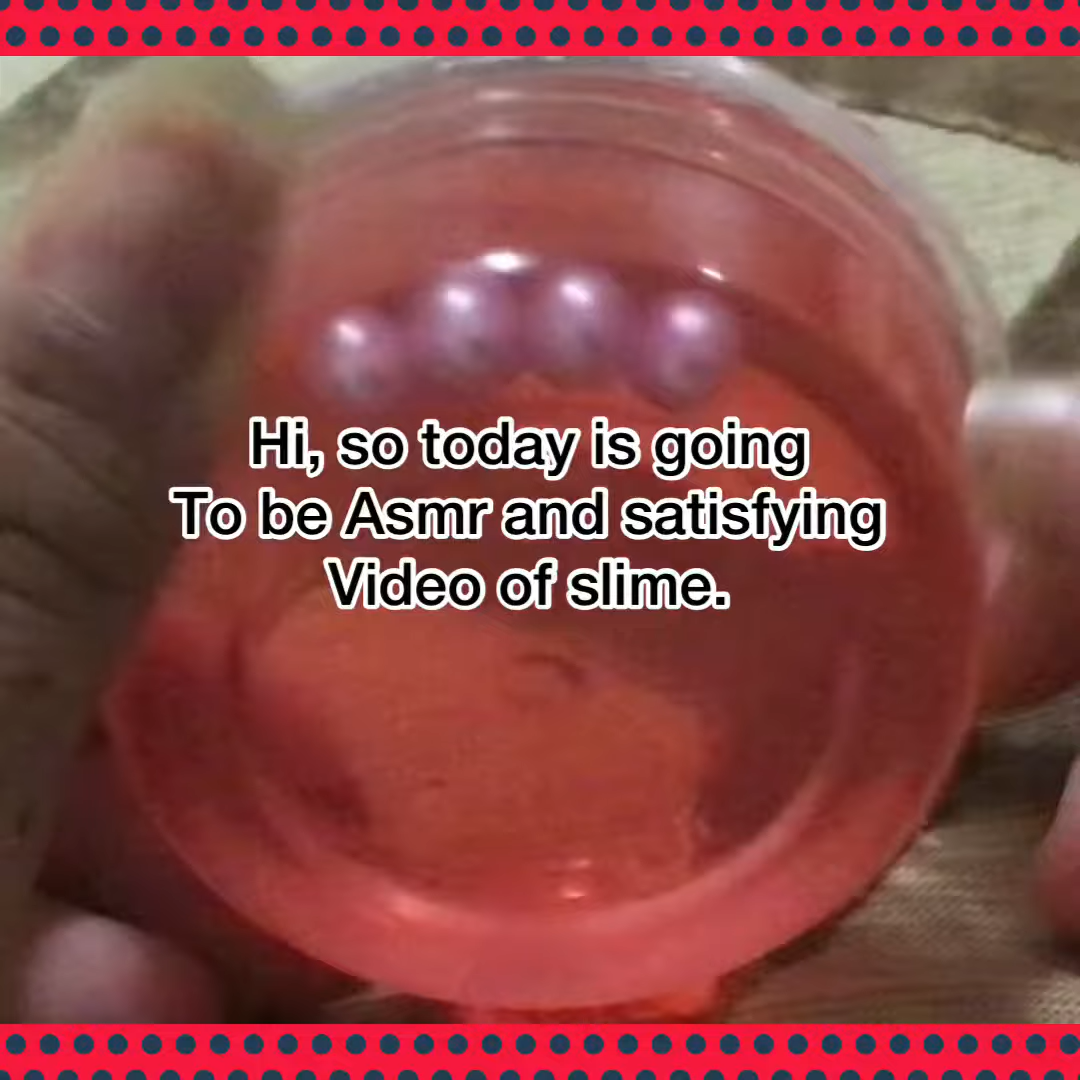 Hi, so today is going
To be Asmr and satisfying
Video of slime.